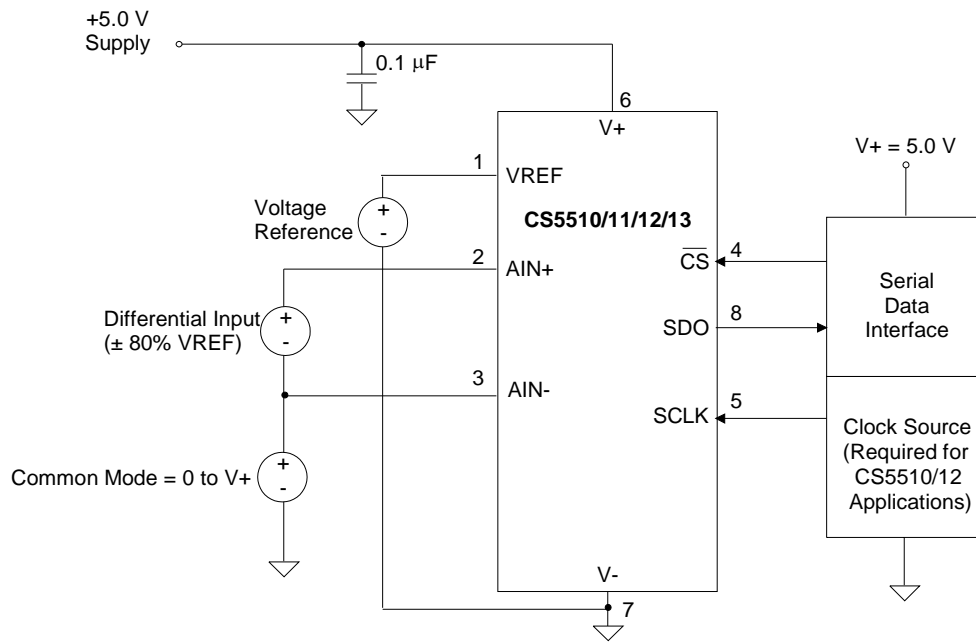 +5.0 V
Supply
0.1 μF
6
V+
1
VREF
Voltage
Reference
+
-
CS5510/11/12/13
V+ = 5.0 V
2
AIN+
4
CS
Serial
Data
Interface
Differential Input
(± 80% VREF)
+
-
SDO
8
3
AIN-
SCLK
5
Clock Source
(Required for
CS5510/12
Applications)
Common Mode = 0 to V+
+
-
V-
7